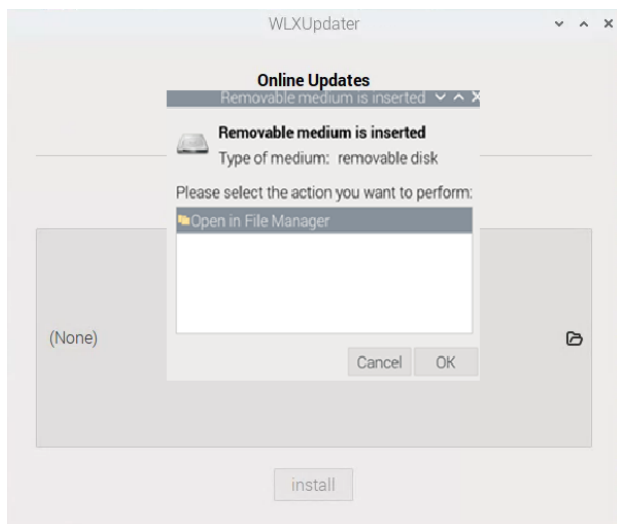 WLXUpdater
Online Updates
Removable medium is inserted
Removable medium is inserted
Type of medium: removable disk
Please select the action you want to perform:
Open in File Manager
(None)
Cancel OK
install